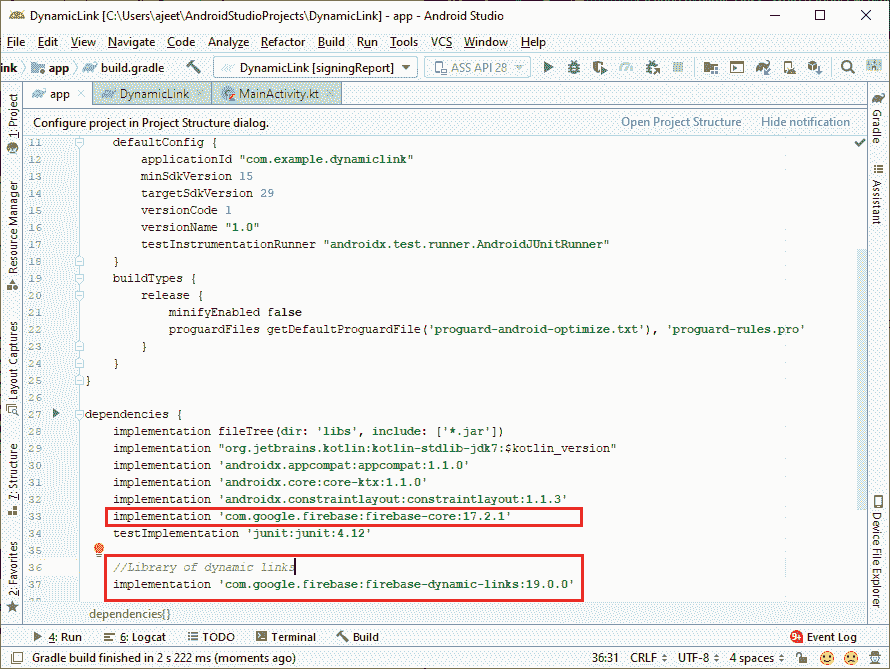 DynamicLink [C:\Users\ajeet\AndroidStudioProjects\DynamicLink] - app - Android Studio
File Edit View Navigate Code Analyze Refactor Build Run Tools VCS Window Help
ink app build.gradle DynamicLink [signingReport] ASS API 28
app DynamicLink MainActivity.kt
Configure project in Project Structure dialog. Open Project Structure Hide notification
1: Project
Resource Manager
Layout Captures
Z: Structure
2: Favorites
11 defaultConfig {
12 applicationId "com.example.dynamiclink"
13 minSdkVersion 15
14 targetSdkVersion 29
15 versionCode 1
16 versionName "1.0"
17 testInstrumentationRunner "androidx.test.runner.AndroidJUnitRunner"
18 }
19 buildTypes {
20 release {
21 minifyEnabled false
22 proguardFiles getDefaultProguardFile('proguard-android-optimize.txt'), 'proguard-rules.pro'
23 }
24 }
25 }
26
27 dependencies {
28 implementation fileTree(dir: 'libs', include: ['*.jar'])
29 implementation "org.jetbrains.kotlin:kotlin-stdlib-jdk7:$kotlin_version"
30 implementation 'androidx.appcompat:appcompat:1.1.0'
31 implementation 'androidx.core:core-ktx:1.1.0'
32 implementation 'androidx.constraintlayout:constraintlayout:1.1.3'
33 implementation 'com.google.firebase:firebase-core:17.2.1'
34 testImplementation 'junit:junit:4.12'
35
36 //Library of dynamic links
37 implementation 'com.google.firebase:firebase-dynamic-links:19.0.0'
dependencies{}
Gradle
Assistant
Device File Explorer
4: Run 6: Logcat TODO Terminal Build 9+ Event Log
Gradle build finished in 2 s 222 ms (moments ago) 36:31 CRLF UTF-8 4 spaces